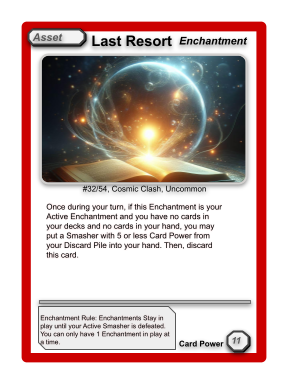 Asset Last Resort Enchantment
#32/54, Cosmic Clash, Uncommon
Once during your turn, if this Enchantment is your
Active Enchantment and you have no cards in
your decks and no cards in your hand, you may
put a Smasher with 5 or less Card Power from
your Discard Pile into your hand. Then, discard
this card.
Enchantment Rule: Enchantments Stay in
play until your Active Smasher is defeated.
You can only have 1 Enchantment in play at
a time.
Card Power 11